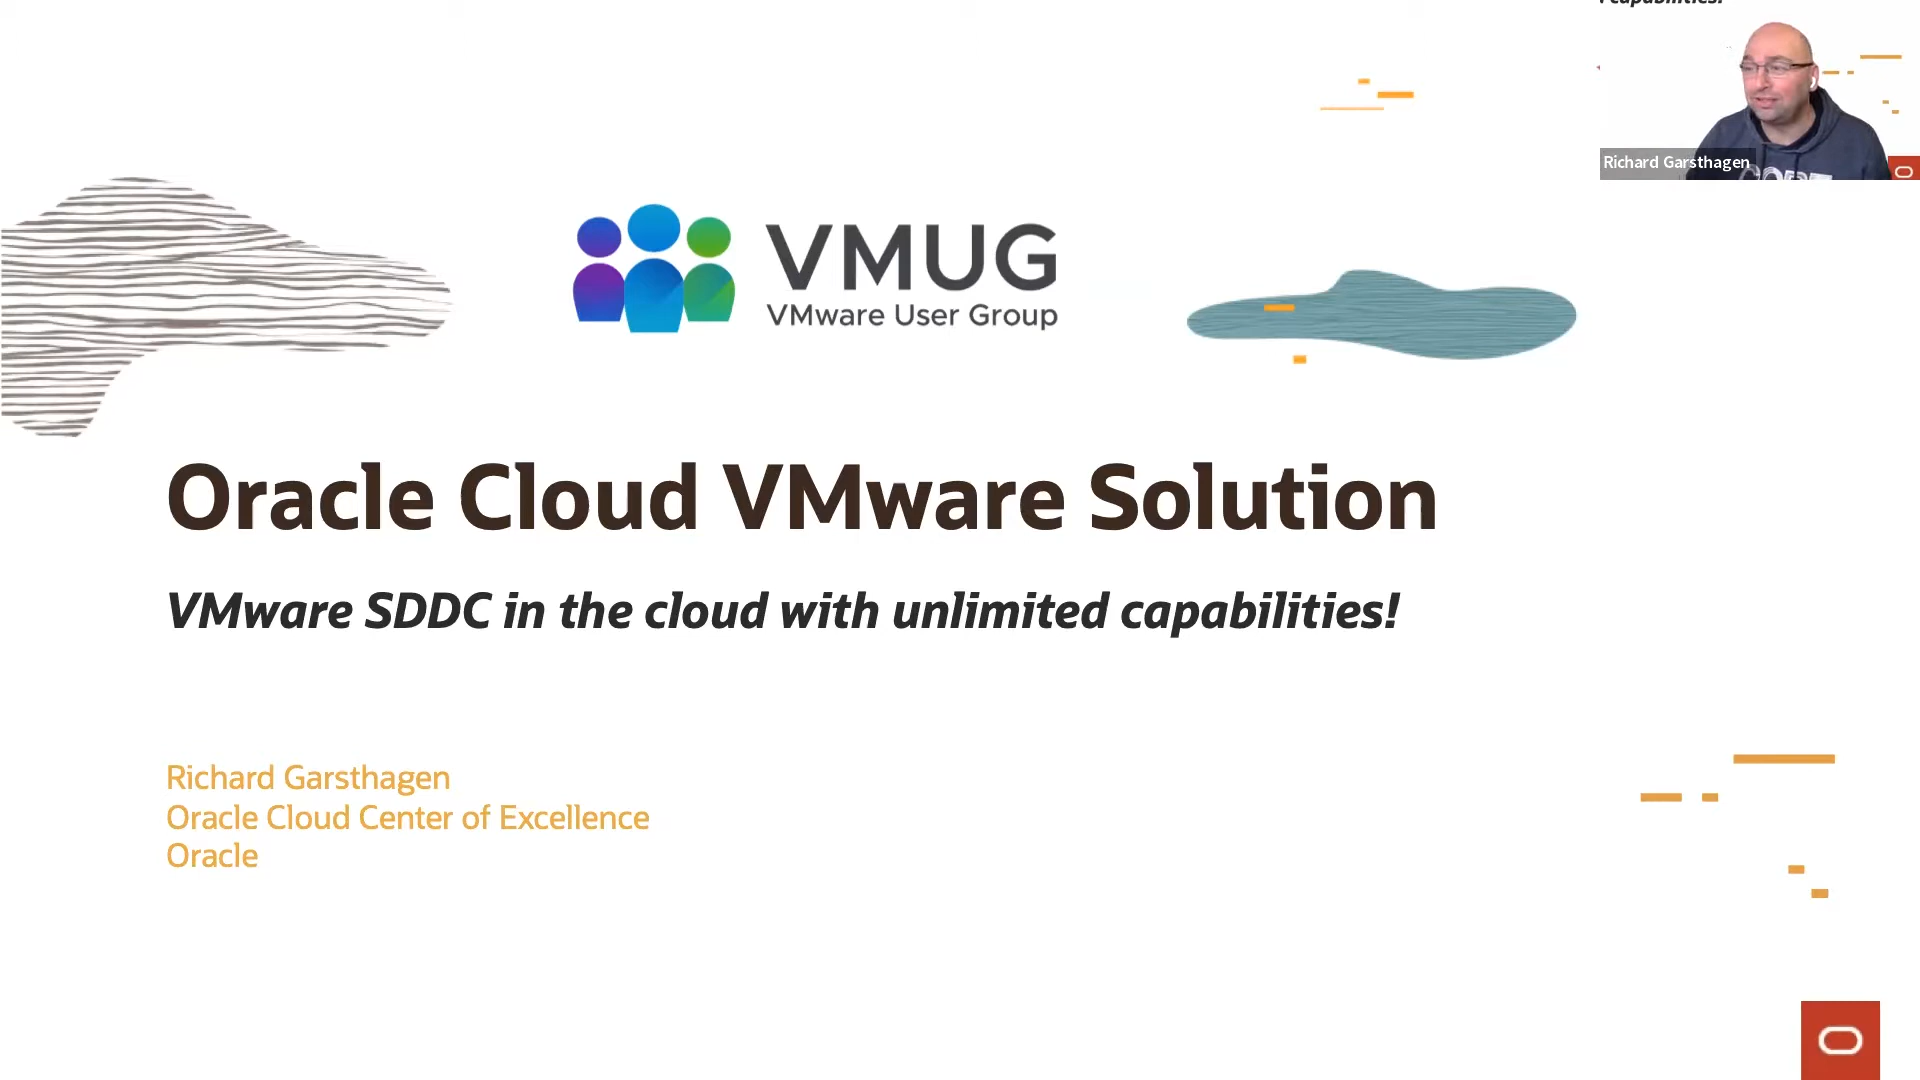 capabilities!
Richard Garsthagen
VMUG
VMware User Group
Oracle Cloud VMware Solution
VMware SDDC in the cloud with unlimited capabilities!
Richard Garsthagen
Oracle Cloud Center of Excellence
Oracle